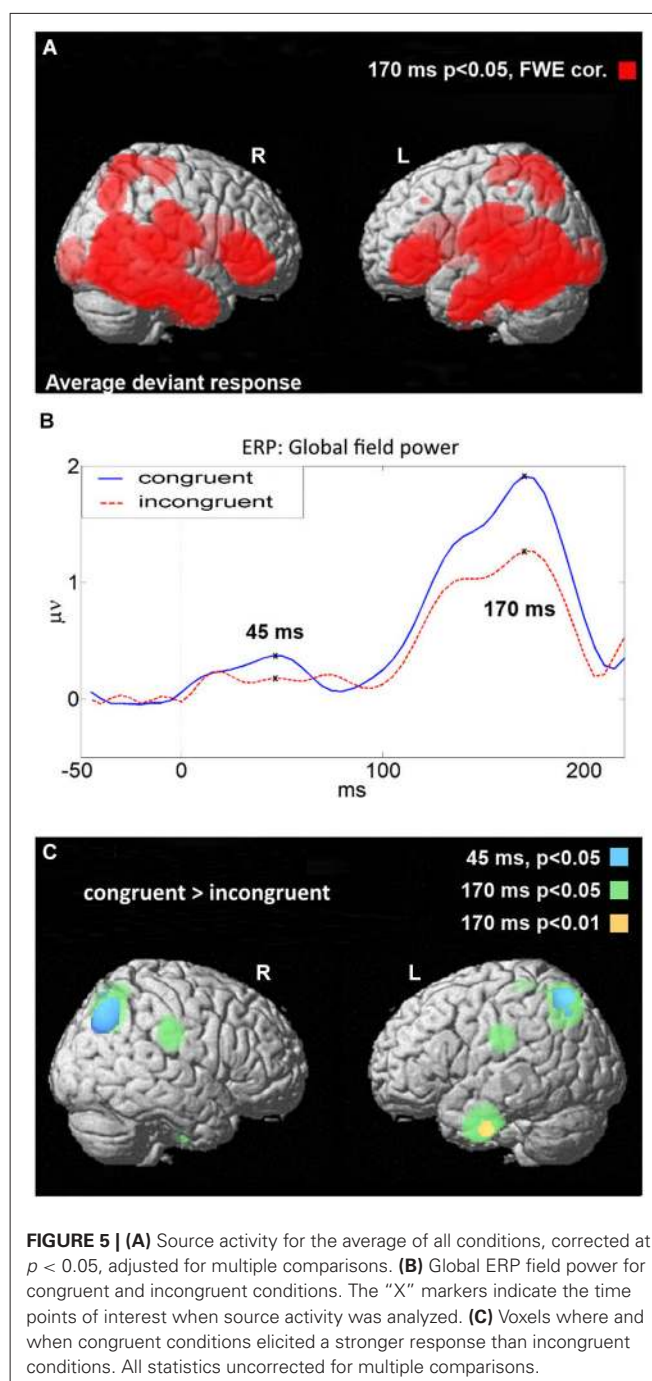 A
170 ms p<0.05, FWE cor.
R
L
Average deviant response
B
ERP: Global field power
2
congruent
incongruent
1
μv
170 ms
45 ms
0
-50
0
100
200
ms
C
45 ms, p<0.05
170 ms p<0.05
170 ms p<0.01
congruent > incongruent
R
L
FIGURE 5 | (A) Source activity for the average of all conditions, corrected at
p < 0.05, adjusted for multiple comparisons. (B) Global ERP field power for
congruent and incongruent conditions. The “X” markers indicate the time
points of interest when source activity was analyzed. (C) Voxels where and
when congruent conditions elicited a stronger response than incongruent
conditions. All statistics uncorrected for multiple comparisons.